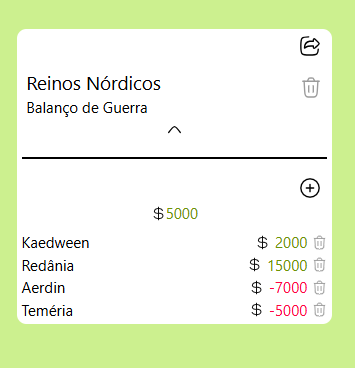 Reinos Nórdicos
Balanço de Guerra
$5000
Kaedween $ 2000
Redânia $ 15000
Aerdin $ -7000
Teméria $ -5000